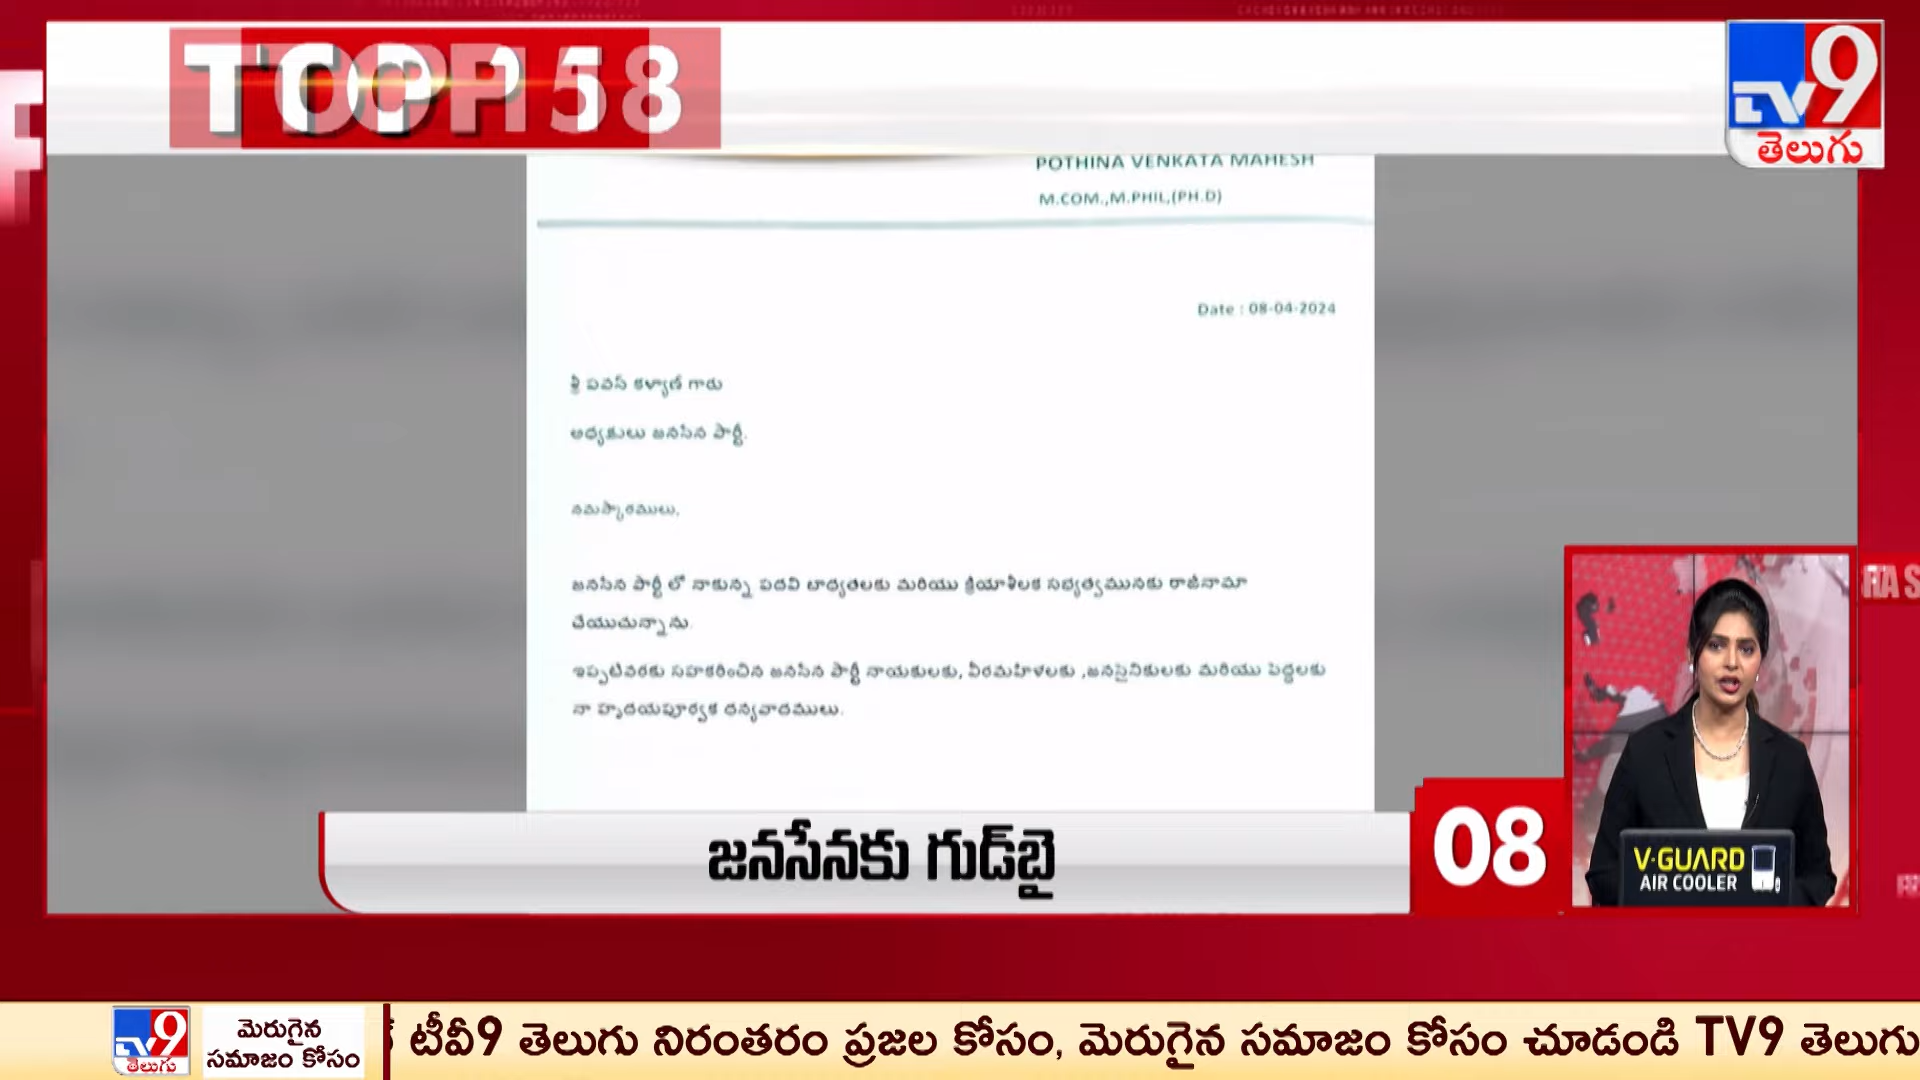 TOP 1
TV9
తెలుగు
POTHINA VENKATA MAHESH
M.COM.,M.PHIL,(PH.D)
Date : 08-04-2024
శ్రీ పవన్ కళ్యాణ్ గారు
అధ్యక్షులు జనసేన పార్టీ.
నమస్కారములు,
జనసేన పార్టీ లో నాకున్న పదవి బాధ్యతలకు మరియు క్రియాశీలక సభ్యత్వమునకు రాజీనామా
చేయుచున్నాను.
ఇప్పటివరకు సహకరించిన జనసేన పార్టీ నాయకులకు, వీరమహిళలకు ,జనసైనికులకు మరియు పెద్దలకు
నా హృదయపూర్వక ధన్యవాదములు.
జనసేనకు గుడ్‌బై
08
V-GUARD
AIR COOLER
TV9
తెలుగు
మెరుగైన
సమాజం కోసం
టీవీ9 తెలుగు నిరంతరం ప్రజల కోసం, మెరుగైన సమాజం కోసం చూడండి TV9 తెలుగు